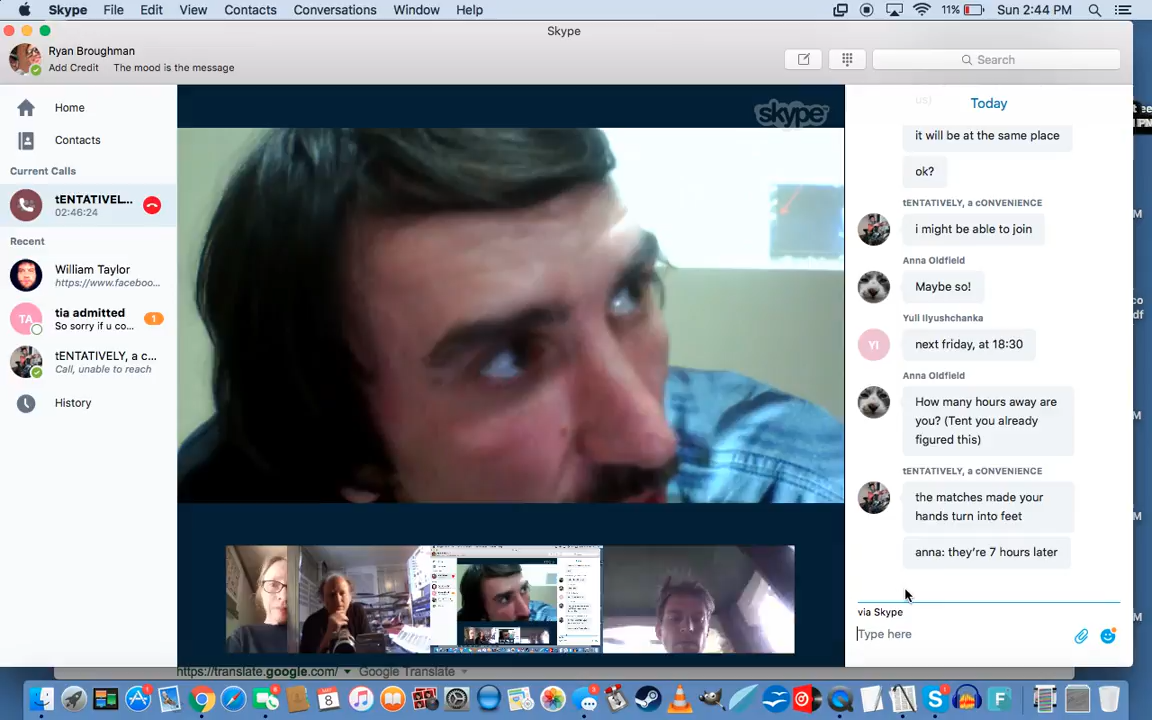 Skype File Edit View Contacts Conversations Window Help 11% Sun 2:44 PM
Skype
Ryan Broughman
Add Credit The mood is the message
Search
Home
Contacts
Current Calls
tENTATIVEL...
02:46:24
Recent
William Taylor
https://www.faceboo...
TA
tia admitted
So sorry if u co...
1
tENTATIVELY, a c...
Call, unable to reach
History
skype
us)
Today
it will be at the same place
ok?
tENTATIVELY, a cONVENIENCE
i might be able to join
Anna Oldfield
Maybe so!
Yuli Ilyushchanka
YI
next friday, at 18:30
Anna Oldfield
How many hours away are
you? (Tent you already
figured this)
tENTATIVELY, a cONVENIENCE
the matches made your
hands turn into feet
anna: they're 7 hours later
via Skype
Type here
https://translate.google.com/ Google Translate